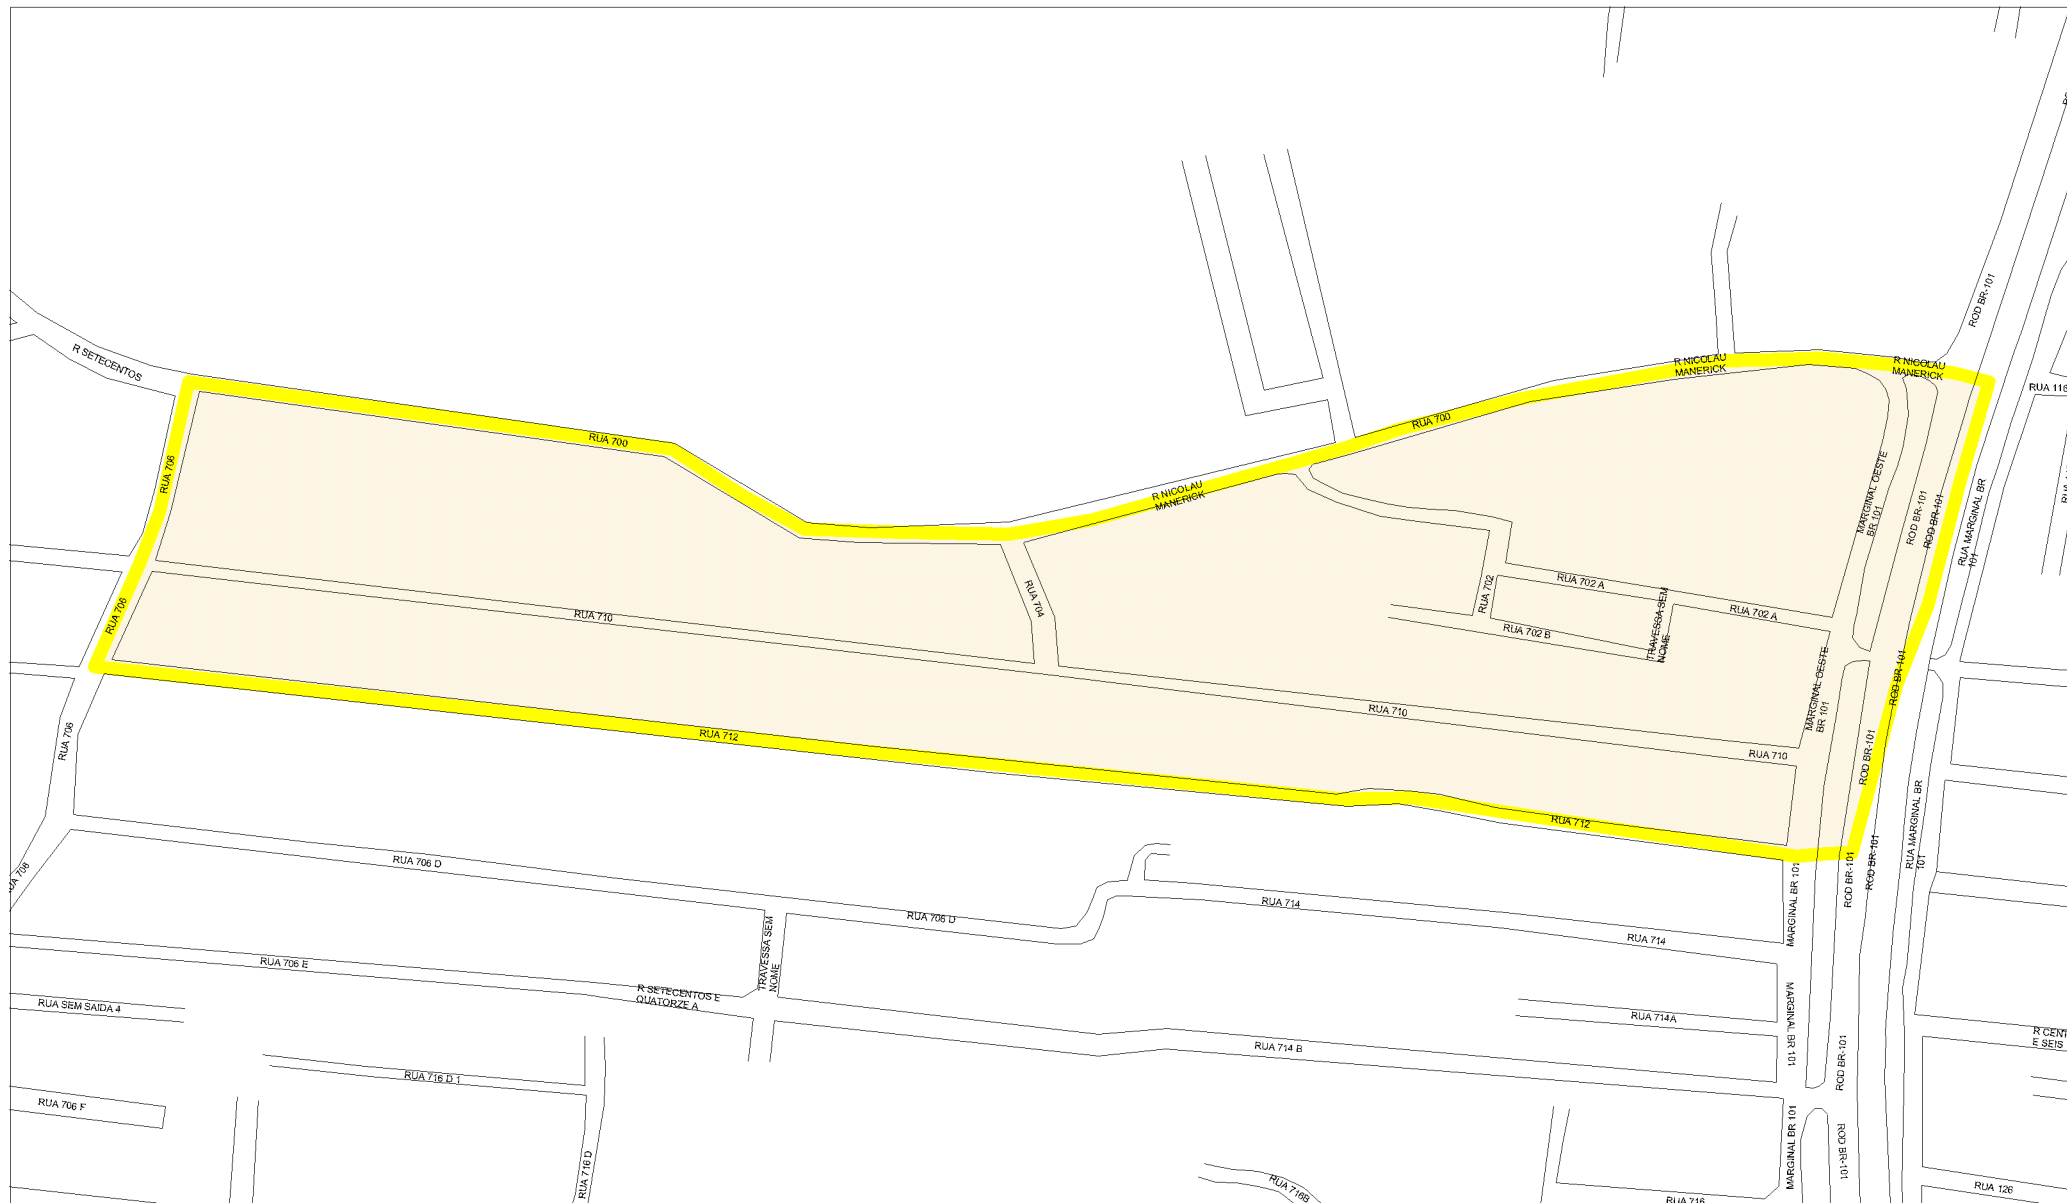 ROD BR-101
R NICOLAU
MANERICK
R NICOLAU
MANERICK
R SETECENTOS
RUA 116
RUA 700
RUA 700
RUA 706
R NICOLAU
MANERICK
MARGINAL OESTE
BR 101
ROD BR-101
ROD BR-101
RUA MARGINAL BR
101
RUA 702 A
RUA 702
RUA 704
RUA 706
RUA 710
RUA 702 A
RUA 702 B
TRAVESSA SEM
NOME
MARGINAL OESTE
BR 101
ROD BR-101
RUA 710
RUA 706
RUA 712
RUA 710
ROD BR-101
RUA 712
RUA MARGINAL BR
101
RUA 706 D
ROD BR-101
ROD BR-101
MARGINAL BR 101
RUA 714
RUA 706 D
RUA 714
TRAVESSA SEM
NOME
RUA 706 E
R SETECENTOS E
QUATORZE A
RUA SEM SAIDA 4
RUA 714A
MARGINAL BR 101
R CENT
E SEIS
RUA 714 B
ROD BR-101
RUA 716 D 1
RUA 706 F
MARGINAL BR 101
ROD BR-101
RUA 716 D
RUA 716B
RUA 126
RUA 716